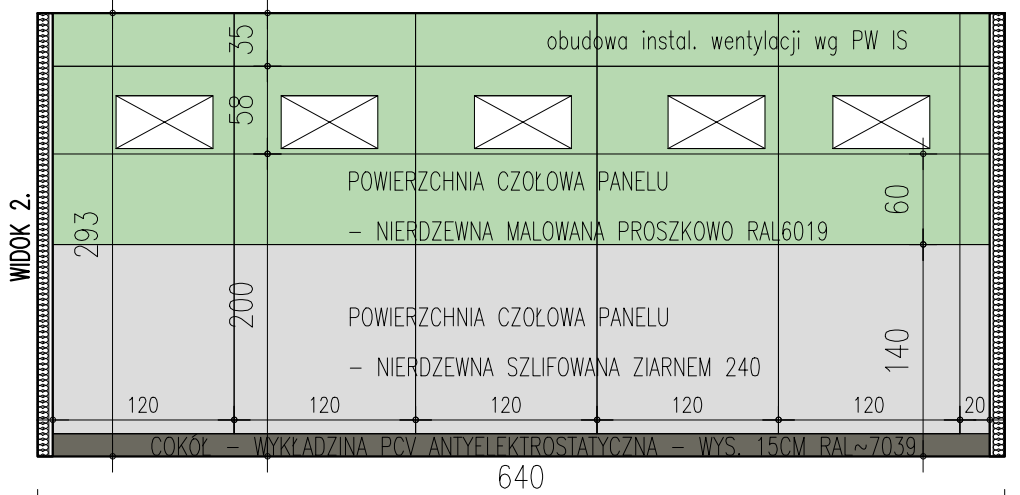 obudowa instal. wentylacji wg PW IS
35
58
POWIERZCHNIA CZOŁOWA PANELU
- NIERDZEWNA MALOWANA PROSZKOWO RAL6019
60
WIDOK 2.
293
200
POWIERZCHNIA CZOŁOWA PANELU
- NIERDZEWNA SZLIFOWANA ZIARNEM 240
140
120 120 120 120 120 20
COKÓŁ - WYKŁADZINA PCV ANTYELEKTROSTATYCZNA - WYS. 15CM RAL~7039
640